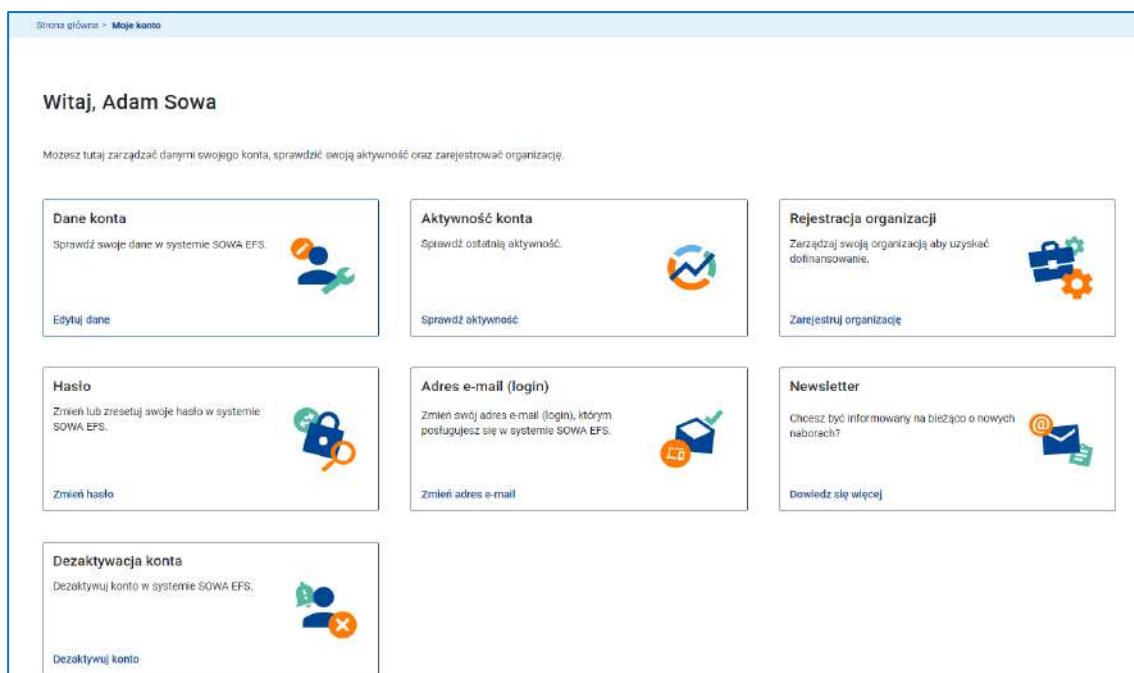 Strona główna > Moje konto
Witaj, Adam Sowa
Możesz tutaj zarządzać danymi swojego konta, sprawdzić swoją aktywność oraz zarejestrować organizację.
Dane konta
Sprawdź swoje dane w systemie SOWA EFS.
Edytuj dane
Aktywność konta
Sprawdź ostatnią aktywność.
Sprawdź aktywność
Rejestracja organizacji
Zarządzaj swoją organizacją aby uzyskać
dofinansowanie.
Zarejestruj organizację
Hasło
Zmień lub zresetuj swoje hasło w systemie
SOWA EFS.
Zmień hasło
Adres e-mail (login)
Zmień swój adres e-mail (login), którym
posługujesz się w systemie SOWA EFS.
Zmień adres e-mail
Newsletter
Chcesz być informowany na bieżąco o nowych
naborach?
@
Dowiedz się więcej
Dezaktywacja konta
Dezaktywuj konto w systemie SOWA EFS.
Dezaktywuj konto